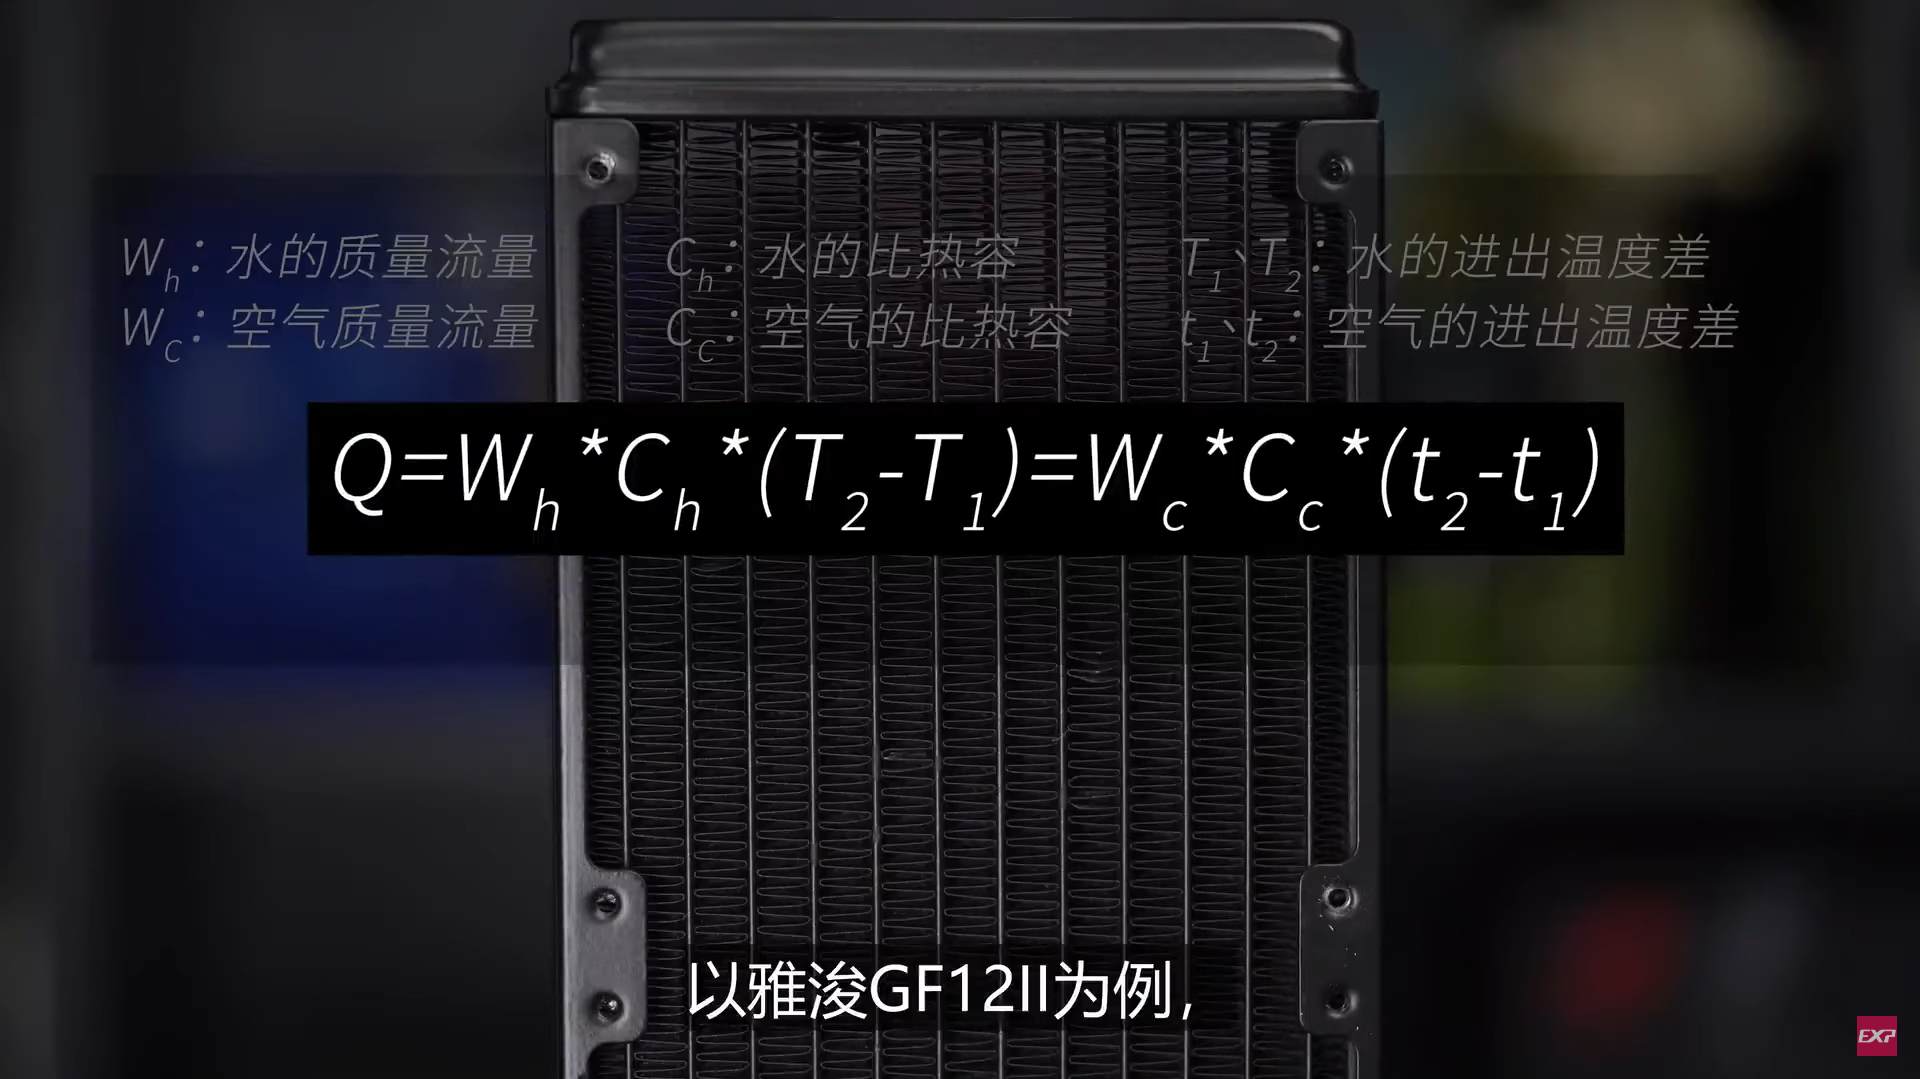 W_h：水的质量流量 C_h：水的比热容 T_1、T_2：水的进出温度差
W_C：空气质量流量 C_C：空气的比热容 t_1、t_2：空气的进出温度差
Q=W_h*C_h*(T_2-T_1)=W_c*C_c*(t_2-t_1)
以雅浚GF12II为例，
EXP